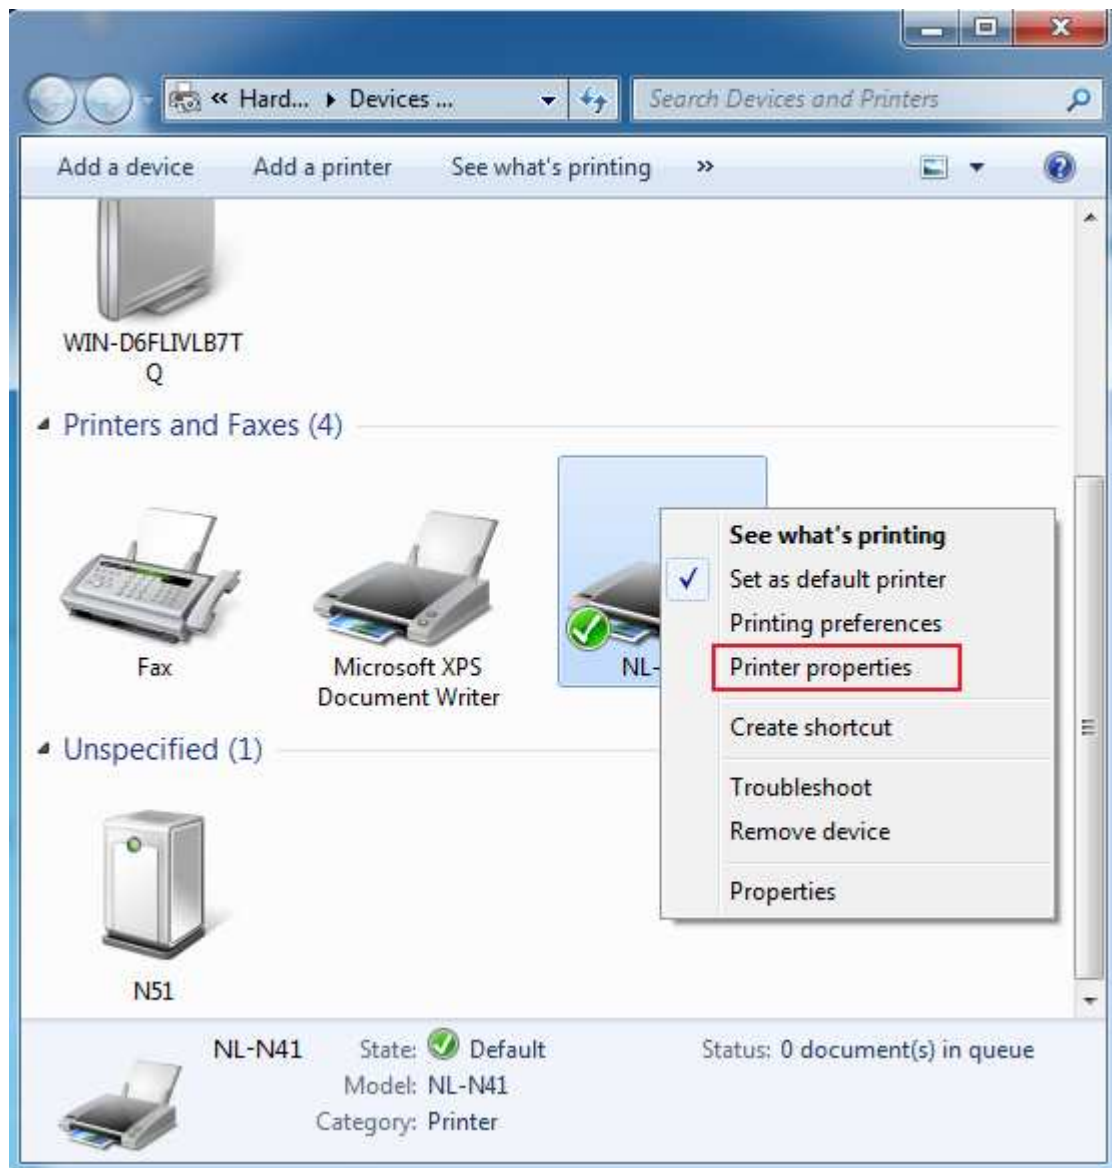 « Hard... ▸ Devices ...
Search Devices and Printers
Add a device Add a printer See what's printing »
WIN-D6FLIVLB7T
Q
Printers and Faxes (4)
Fax
Microsoft XPS
Document Writer
NL-
See what's printing
Set as default printer
Printing preferences
Printer properties
Create shortcut
Troubleshoot
Remove device
Properties
Unspecified (1)
N51
NL-N41 State: Default Status: 0 document(s) in queue
Model: NL-N41
Category: Printer